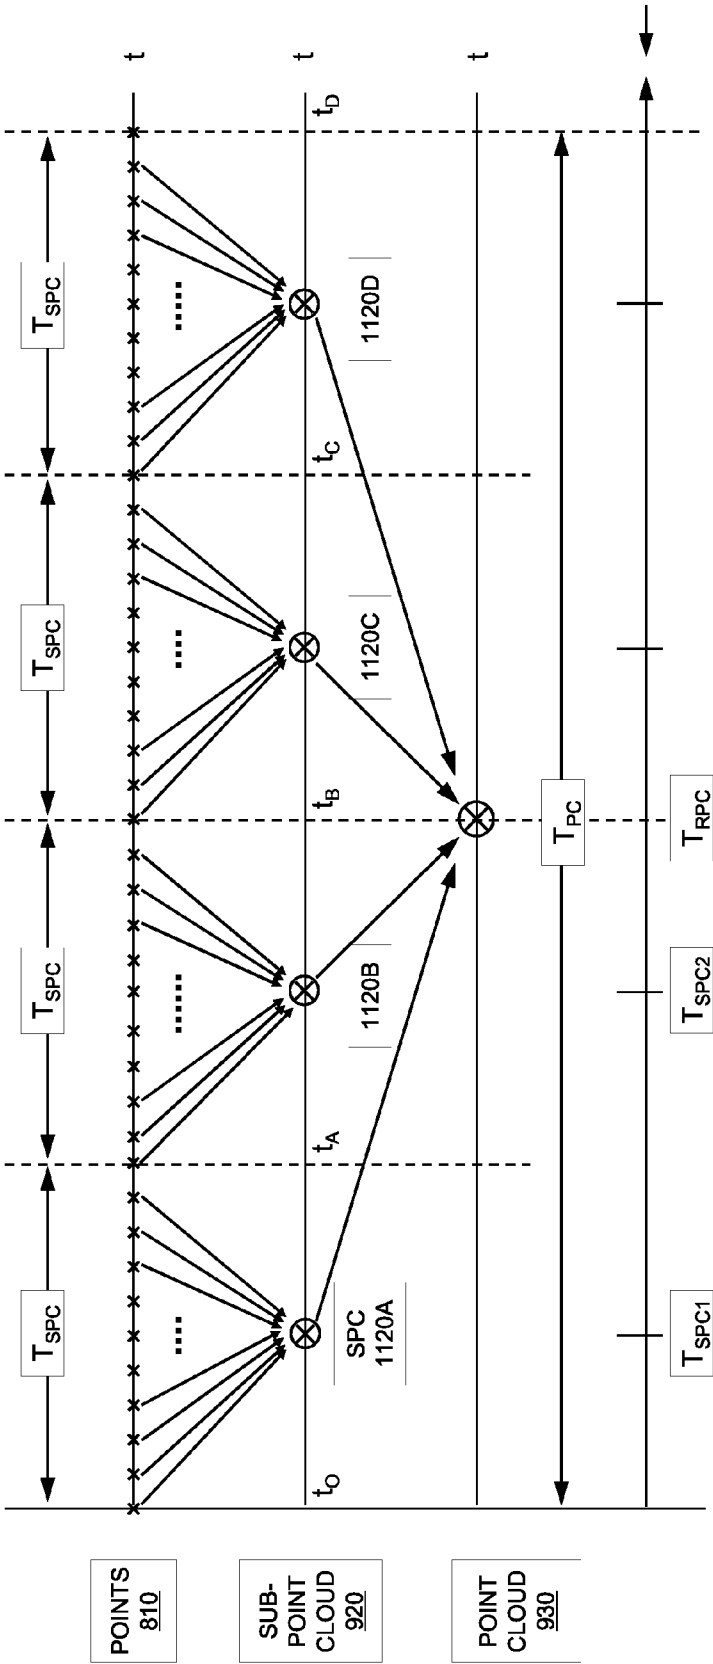 T_SPC
T_SPC
T_SPC
T_SPC
POINTS
810
t
.....
......
....
.....
SUB-
POINT
CLOUD
920
t_O
t_A
t_B
t_C
t_D
t
SPC
1120A
1120B
1120C
1120D
POINT
CLOUD
930
t
T_PC
T_SPC1
T_SPC2
T_RPC